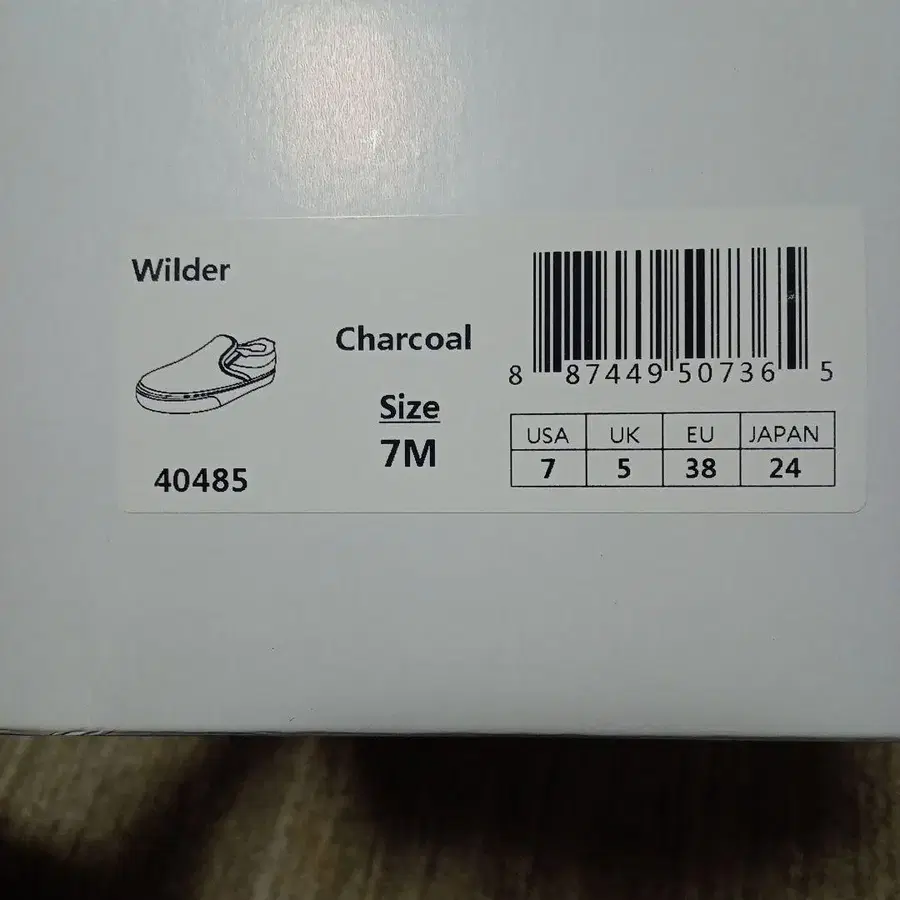 Wilder
Charcoal
Size
7M
40485
8 87449 50736 5
USA UK EU JAPAN
7 5 38 24